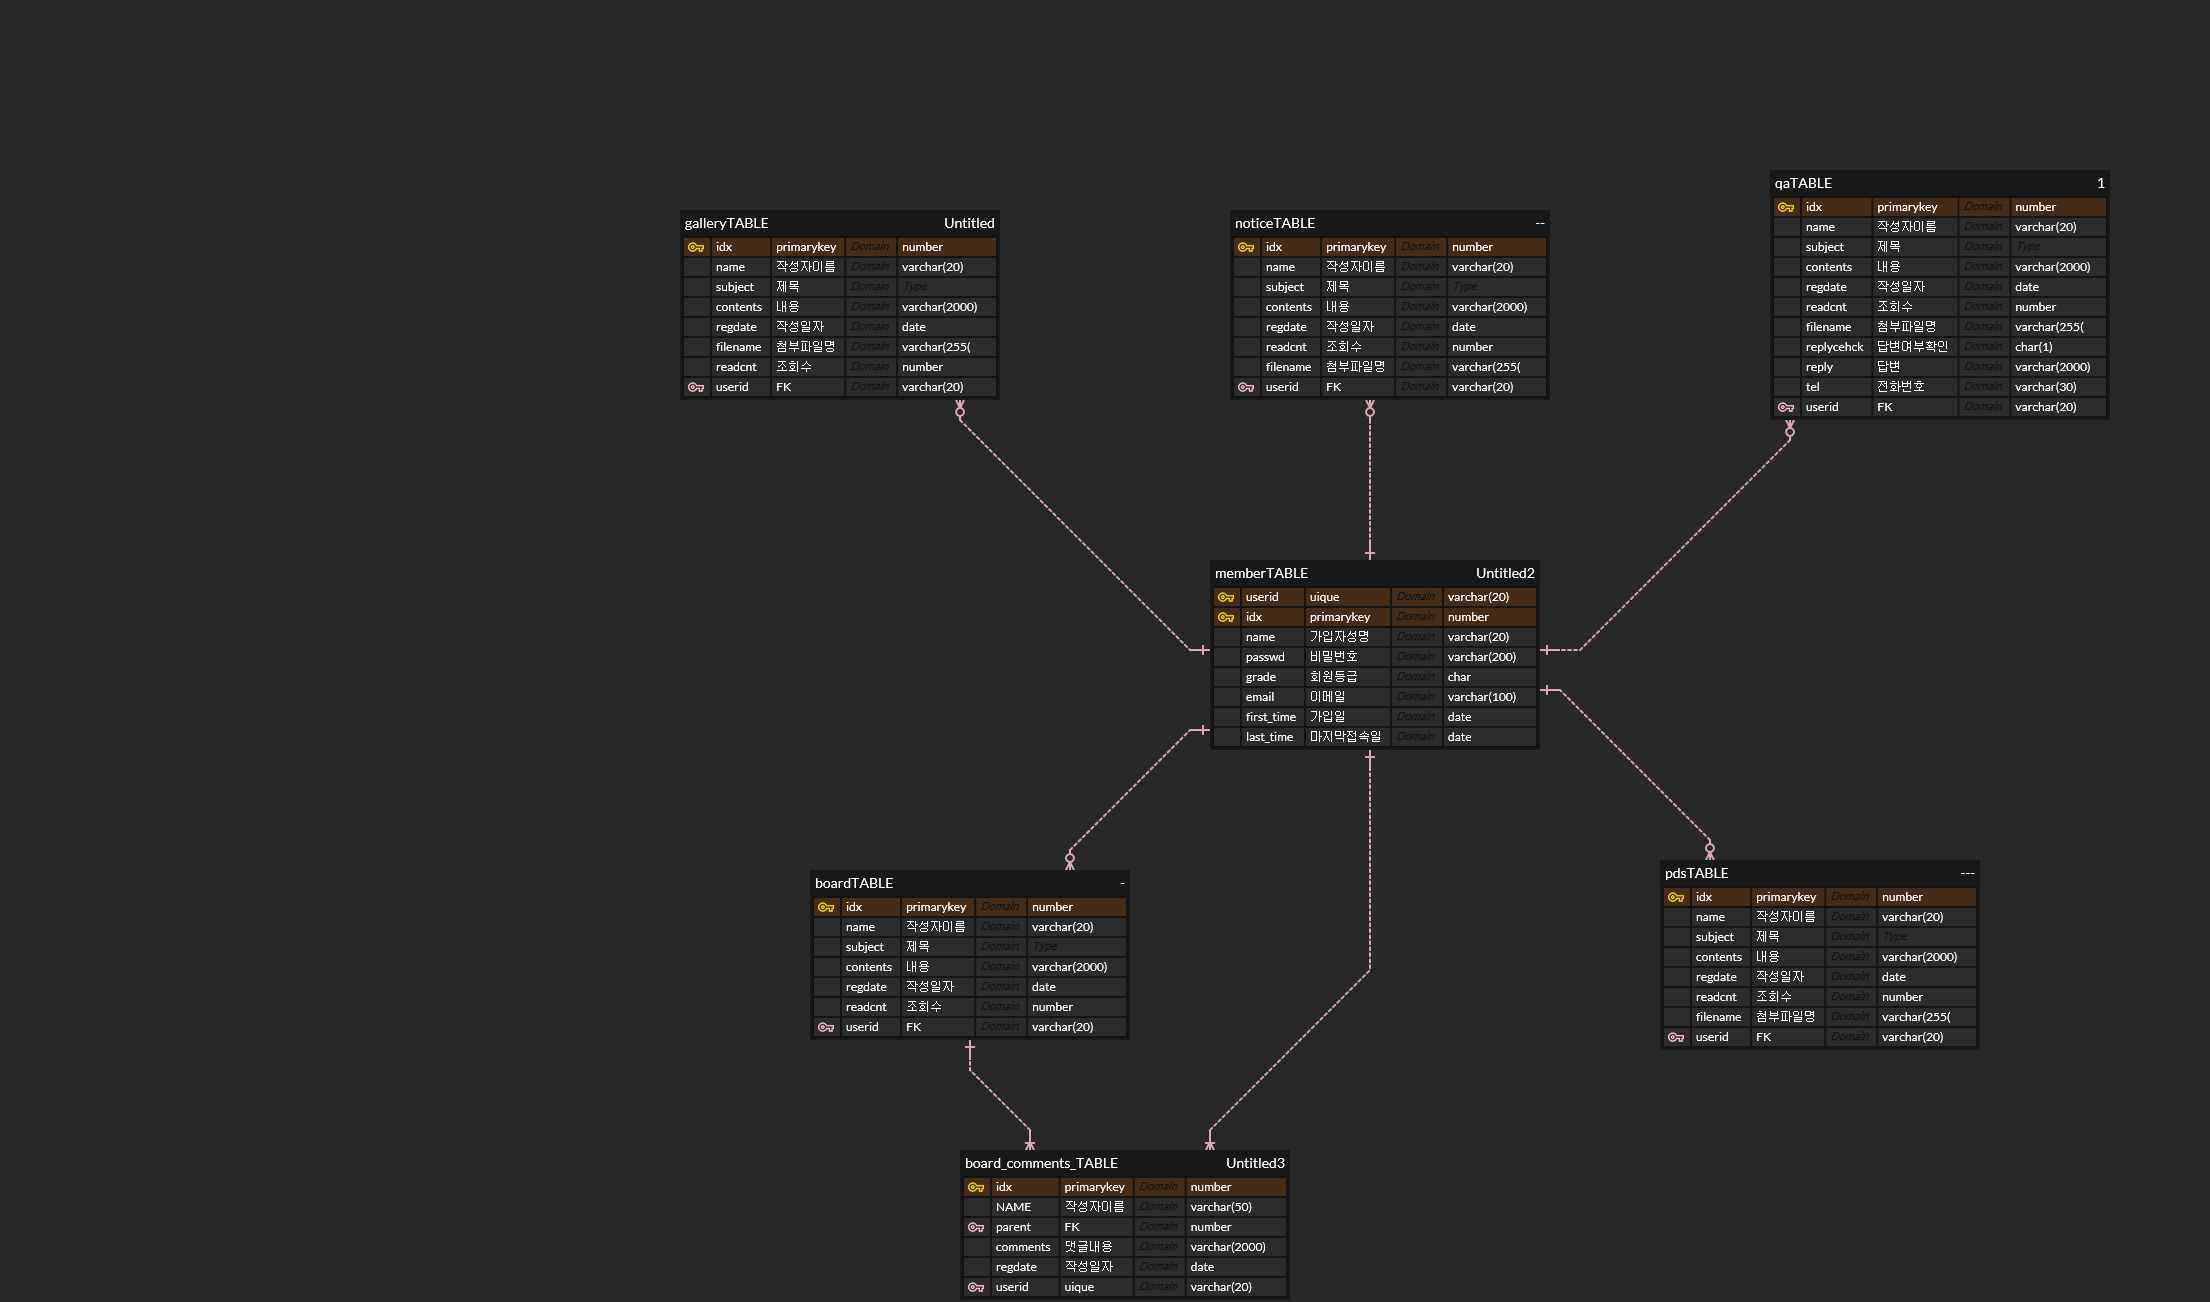 qaTABLE 1
idx primarykey Domain number
name 작성자이름 Domain varchar(20)
subject 제목 Domain Type
contents 내용 Domain varchar(2000)
regdate 작성일자 Domain date
readcnt 조회수 Domain number
filename 첨부파일명 Domain varchar(255(
replycehck 답변여부확인 Domain char(1)
reply 답변 Domain varchar(2000)
tel 전화번호 Domain varchar(30)
userid FK Domain varchar(20)
galleryTABLE Untitled
idx primarykey Domain number
name 작성자이름 Domain varchar(20)
subject 제목 Domain Type
contents 내용 Domain varchar(2000)
regdate 작성일자 Domain date
filename 첨부파일명 Domain varchar(255(
readcnt 조회수 Domain number
userid FK Domain varchar(20)
noticeTABLE --
idx primarykey Domain number
name 작성자이름 Domain varchar(20)
subject 제목 Domain Type
contents 내용 Domain varchar(2000)
regdate 작성일자 Domain date
readcnt 조회수 Domain number
filename 첨부파일명 Domain varchar(255(
userid FK Domain varchar(20)
memberTABLE Untitled2
userid uique Domain varchar(20)
idx primarykey Domain number
name 가입자성명 Domain varchar(20)
passwd 비밀번호 Domain varchar(200)
grade 회원등급 Domain char
email 이메일 Domain varchar(100)
first_time 가입일 Domain date
last_time 마지막접속일 Domain date
boardTABLE -
idx primarykey Domain number
name 작성자이름 Domain varchar(20)
subject 제목 Domain Type
contents 내용 Domain varchar(2000)
regdate 작성일자 Domain date
readcnt 조회수 Domain number
userid FK Domain varchar(20)
pdsTABLE ---
idx primarykey Domain number
name 작성자이름 Domain varchar(20)
subject 제목 Domain Type
contents 내용 Domain varchar(2000)
regdate 작성일자 Domain date
readcnt 조회수 Domain number
filename 첨부파일명 Domain varchar(255(
userid FK Domain varchar(20)
board_comments_TABLE Untitled3
idx primarykey Domain number
NAME 작성자이름 Domain varchar(50)
parent FK Domain number
comments 댓글내용 Domain varchar(2000)
regdate 작성일자 Domain date
userid uique Domain varchar(20)